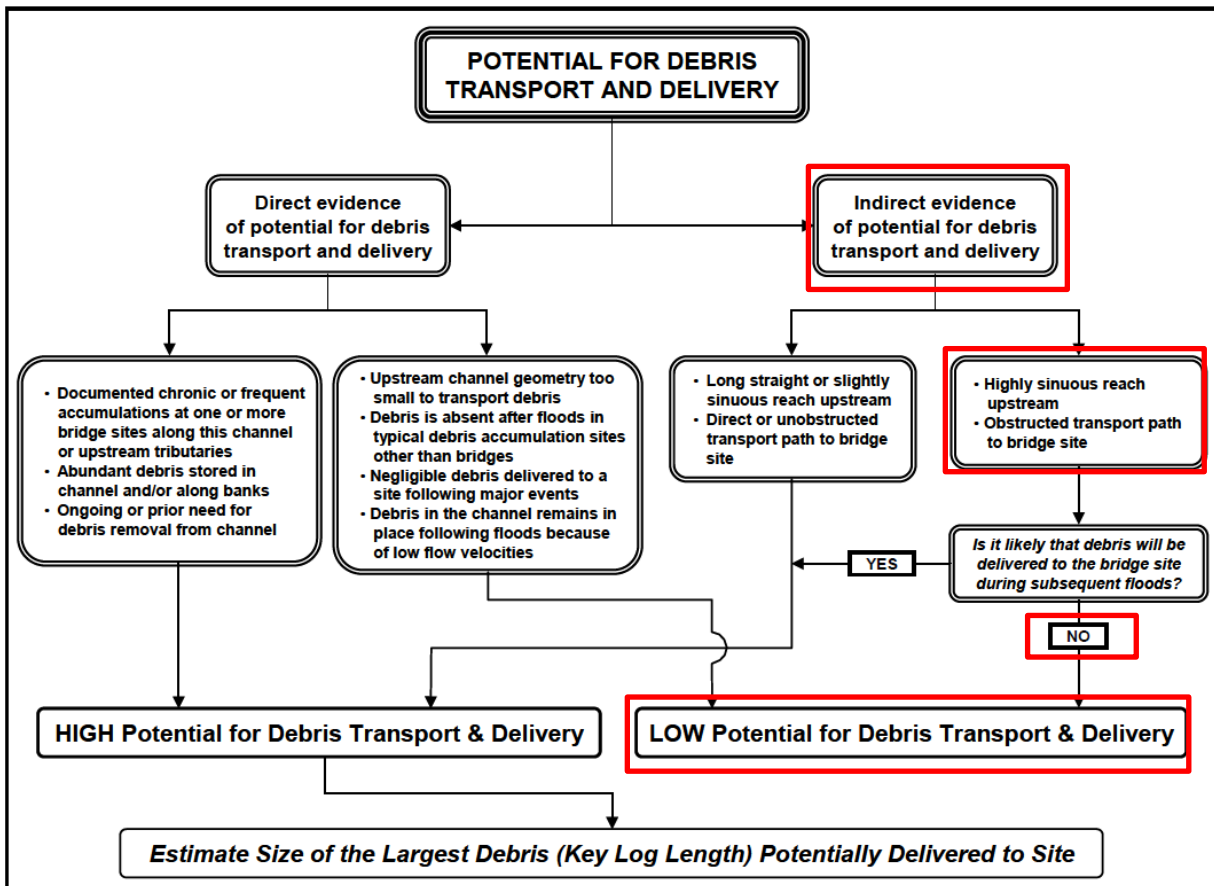 POTENTIAL FOR DEBRIS
TRANSPORT AND DELIVERY
Direct evidence
of potential for debris
transport and delivery
Indirect evidence
of potential for debris
transport and delivery
• Documented chronic or frequent
accumulations at one or more
bridge sites along this channel
or upstream tributaries
• Abundant debris stored in
channel and/or along banks
• Ongoing or prior need for
debris removal from channel
• Upstream channel geometry too
small to transport debris
• Debris is absent after floods in
typical debris accumulation sites
other than bridges
• Negligible debris delivered to a
site following major events
• Debris in the channel remains in
place following floods because
of low flow velocities
• Long straight or slightly
sinuous reach upstream
• Direct or unobstructed
transport path to bridge
site
• Highly sinuous reach
upstream
• Obstructed transport path
to bridge site
Is it likely that debris will be
delivered to the bridge site
during subsequent floods?
YES
NO
HIGH Potential for Debris Transport & Delivery
LOW Potential for Debris Transport & Delivery
Estimate Size of the Largest Debris (Key Log Length) Potentially Delivered to Site